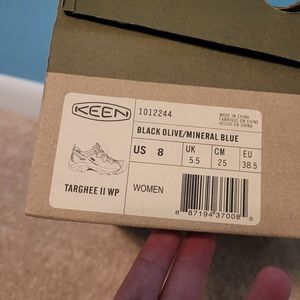 KEEN
1012244
MADE IN CHINA
FABRIQUÉ EN CHINE
HECHO EN CHINA
BLACK OLIVE/MINERAL BLUE
US 8
UK 5.5
CM 25
EU 38.5
TARGHEE II WP
WOMEN
8 87194 37008 8